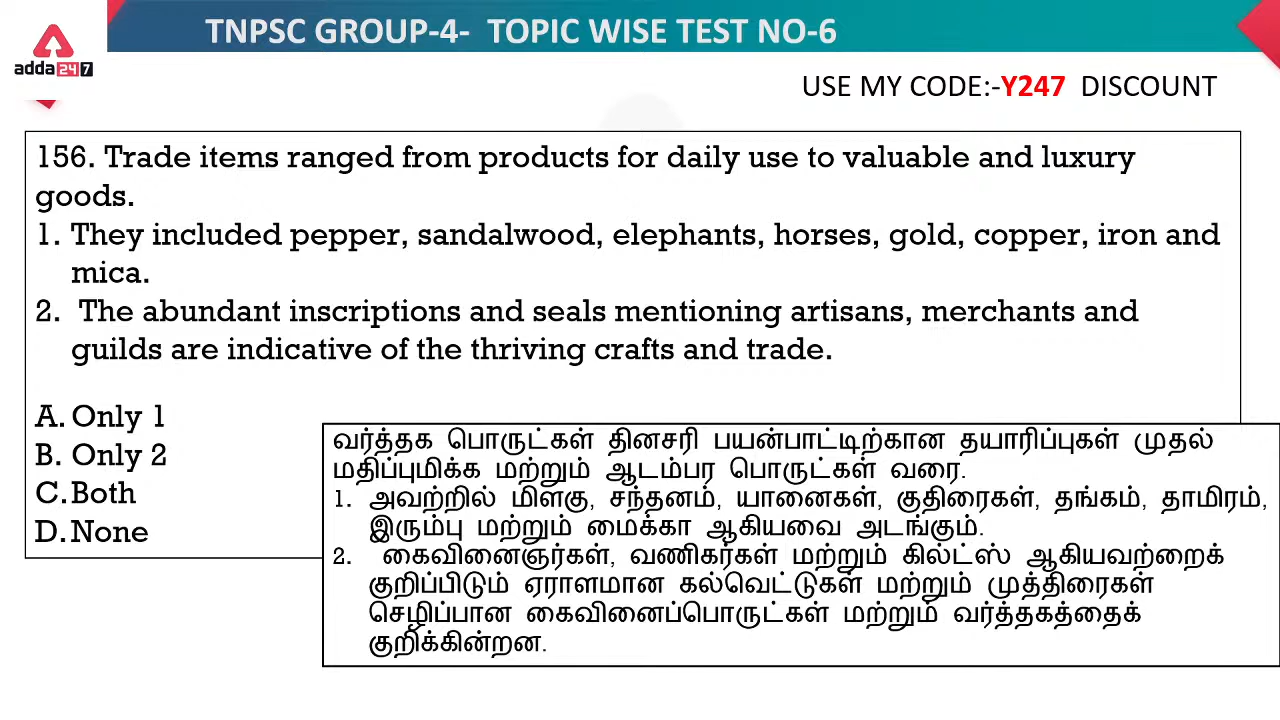 TNPSC GROUP-4- TOPIC WISE TEST NO-6
adda 24 7
USE MY CODE:-Y247 DISCOUNT
156. Trade items ranged from products for daily use to valuable and luxury
goods.
1. They included pepper, sandalwood, elephants, horses, gold, copper, iron and
mica.
2. The abundant inscriptions and seals mentioning artisans, merchants and
guilds are indicative of the thriving crafts and trade.
A. Only 1
B. Only 2
C. Both
D. None
வர்த்தக பொருட்கள் தினசரி பயன்பாட்டிற்கான தயாரிப்புகள் முதல்
மதிப்புமிக்க மற்றும் ஆடம்பர பொருட்கள் வரை.
1. அவற்றில் மிளகு, சந்தனம், யானைகள், குதிரைகள், தங்கம், தாமிரம்,
இரும்பு மற்றும் மைக்கா ஆகியவை அடங்கும்.
2. கைவினைஞர்கள், வணிகர்கள் மற்றும் கில்ட்ஸ் ஆகியவற்றைக்
குறிப்பிடும் ஏராளமான கல்வெட்டுகள் மற்றும் முத்திரைகள்
செழிப்பான கைவினைப்பொருட்கள் மற்றும் வர்த்தகத்தைக்
குறிக்கின்றன.